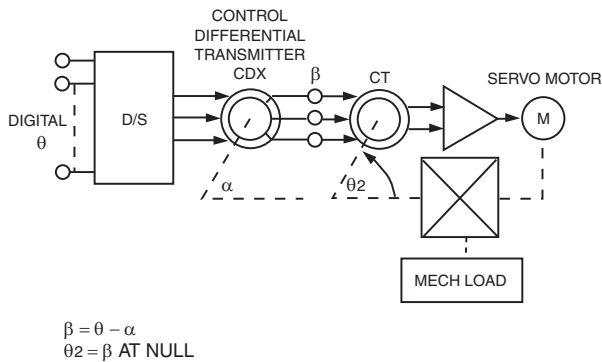 CONTROL
DIFFERENTIAL
TRANSMITTER
CDX
β
CT
SERVO MOTOR
DIGITAL
θ
D/S
M
α
θ2
MECH LOAD
β = θ – α
θ2 = β AT NULL